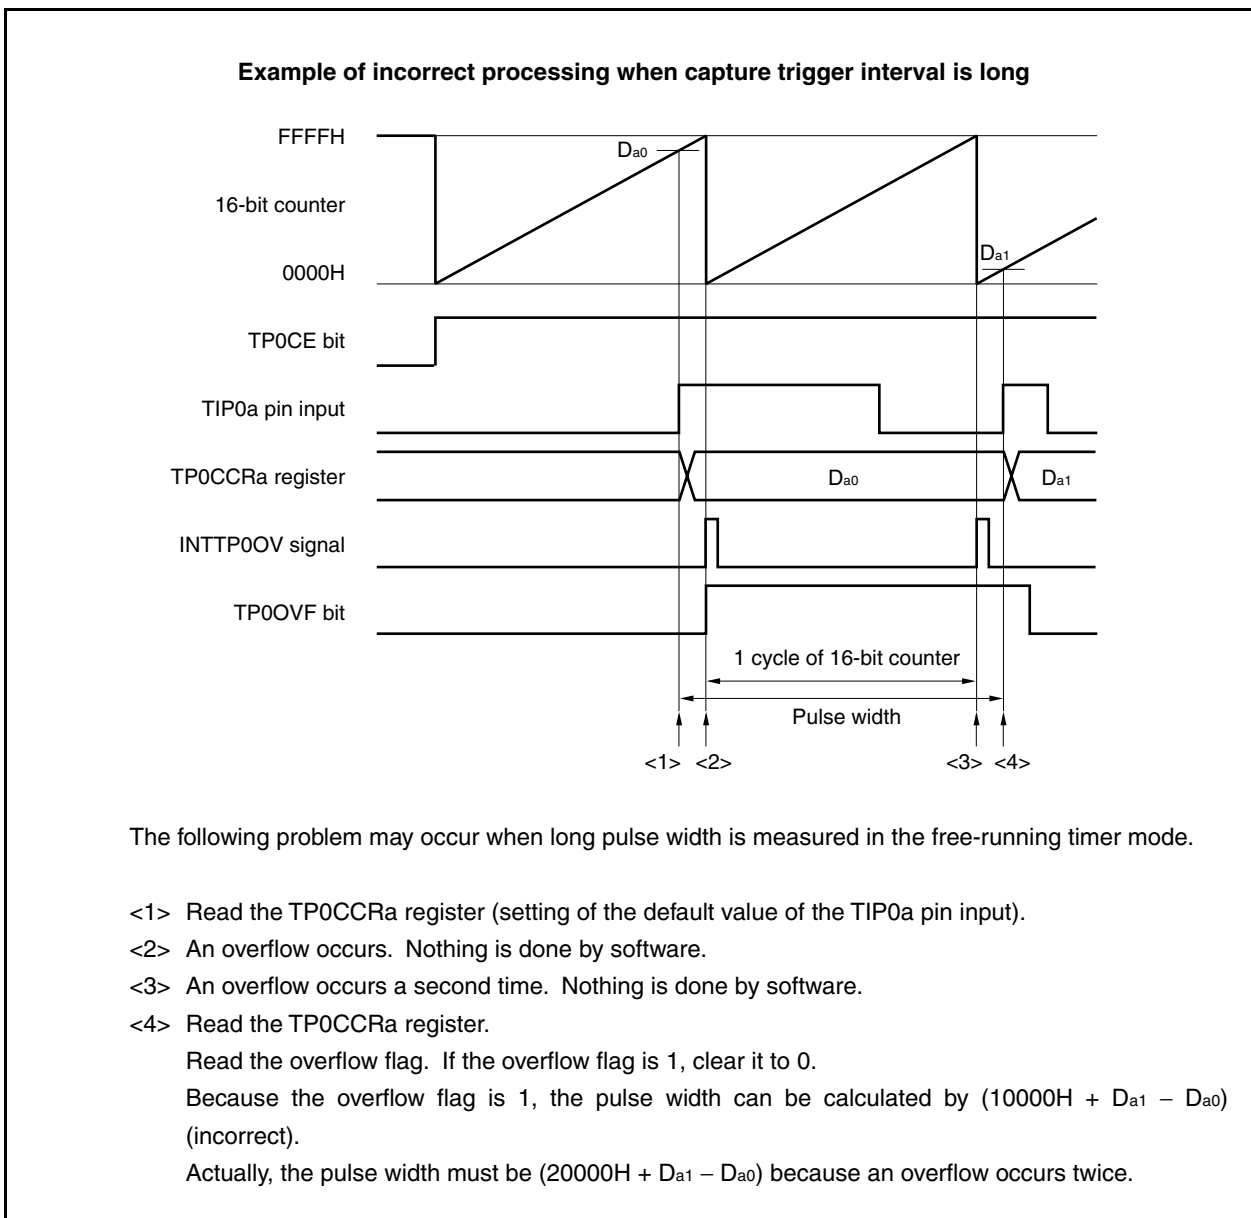 Example of incorrect processing when capture trigger interval is long
FFFFH
Da0
16-bit counter
Da1
0000H
TP0CE bit
TIP0a pin input
TP0CCRa register
Da0
Da1
INTTP0OV signal
TP0OVF bit
1 cycle of 16-bit counter
Pulse width
<1> <2> <3> <4>
The following problem may occur when long pulse width is measured in the free-running timer mode.
<1> Read the TP0CCRa register (setting of the default value of the TIP0a pin input).
<2> An overflow occurs. Nothing is done by software.
<3> An overflow occurs a second time. Nothing is done by software.
<4> Read the TP0CCRa register.
Read the overflow flag. If the overflow flag is 1, clear it to 0.
Because the overflow flag is 1, the pulse width can be calculated by (10000H + Da1 − Da0)
(incorrect).
Actually, the pulse width must be (20000H + Da1 − Da0) because an overflow occurs twice.